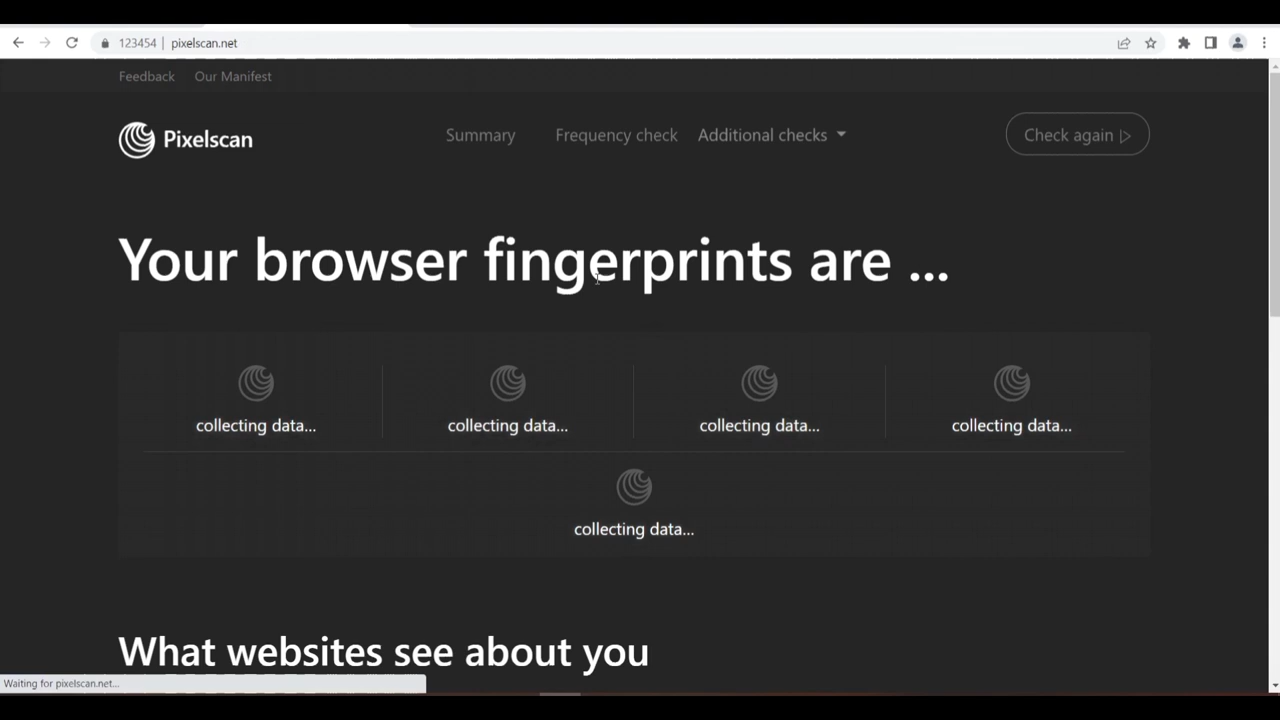 123454 | pixelscan.net
Feedback Our Manifest
Pixelscan Summary Frequency check Additional checks Check again
Your browser fingerprints are ...
collecting data... collecting data... collecting data... collecting data...
collecting data...
What websites see about you
Waiting for pixelscan.net...